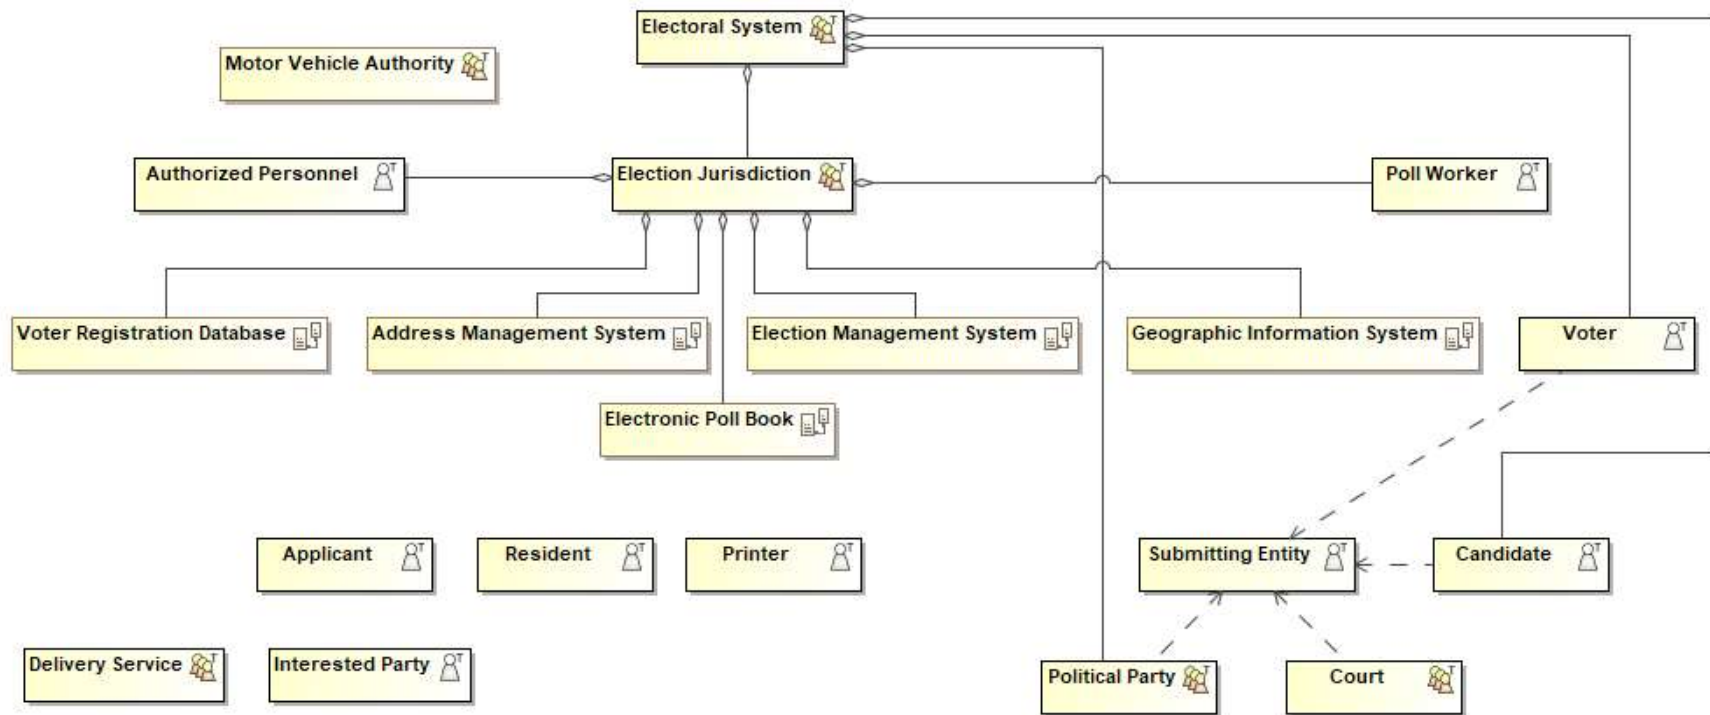 Electoral System
Motor Vehicle Authority
Authorized Personnel
Election Jurisdiction
Poll Worker
Voter Registration Database
Address Management System
Election Management System
Geographic Information System
Voter
Electronic Poll Book
Applicant
Resident
Printer
Submitting Entity
Candidate
Delivery Service
Interested Party
Political Party
Court